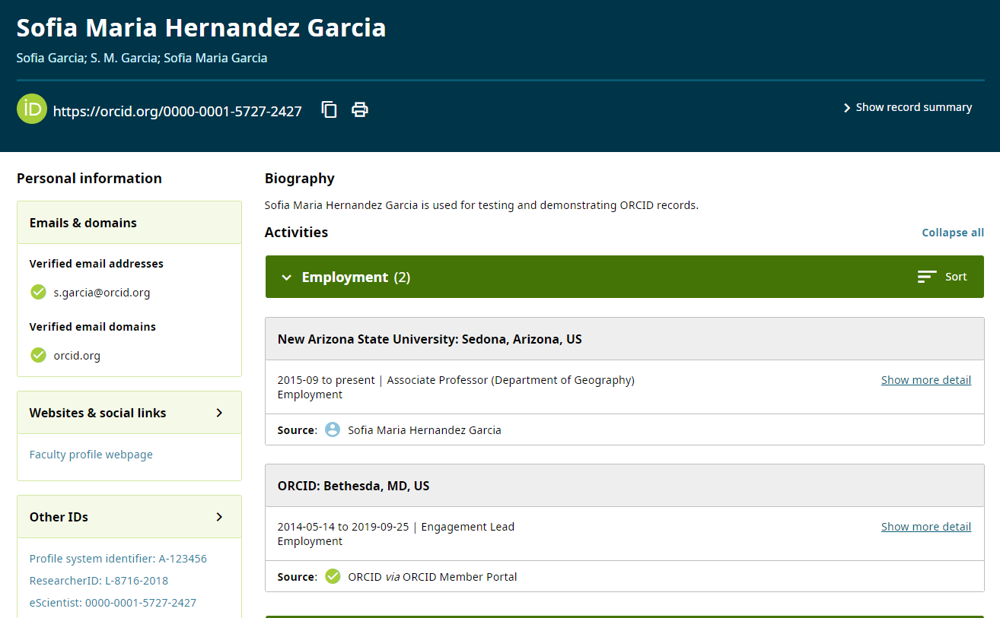 Sofia Maria Hernandez Garcia
Sofia Garcia; S. M. Garcia; Sofia Maria Garcia
iD
https://orcid.org/0000-0001-5727-2427
Show record summary
Personal information
Emails & domains
Verified email addresses
s.garcia@orcid.org
Verified email domains
orcid.org
Websites & social links
Faculty profile webpage
Other IDs
Profile system identifier: A-123456
ResearcherID: L-8716-2018
eScientist: 0000-0001-5727-2427
Biography
Sofia Maria Hernandez Garcia is used for testing and demonstrating ORCID records.
Activities
Collapse all
Employment (2)
Sort
New Arizona State University: Sedona, Arizona, US
2015-09 to present | Associate Professor (Department of Geography)
Show more detail
Employment
Source: Sofia Maria Hernandez Garcia
ORCID: Bethesda, MD, US
2014-05-14 to 2019-09-25 | Engagement Lead
Show more detail
Employment
Source: ORCID via ORCID Member Portal